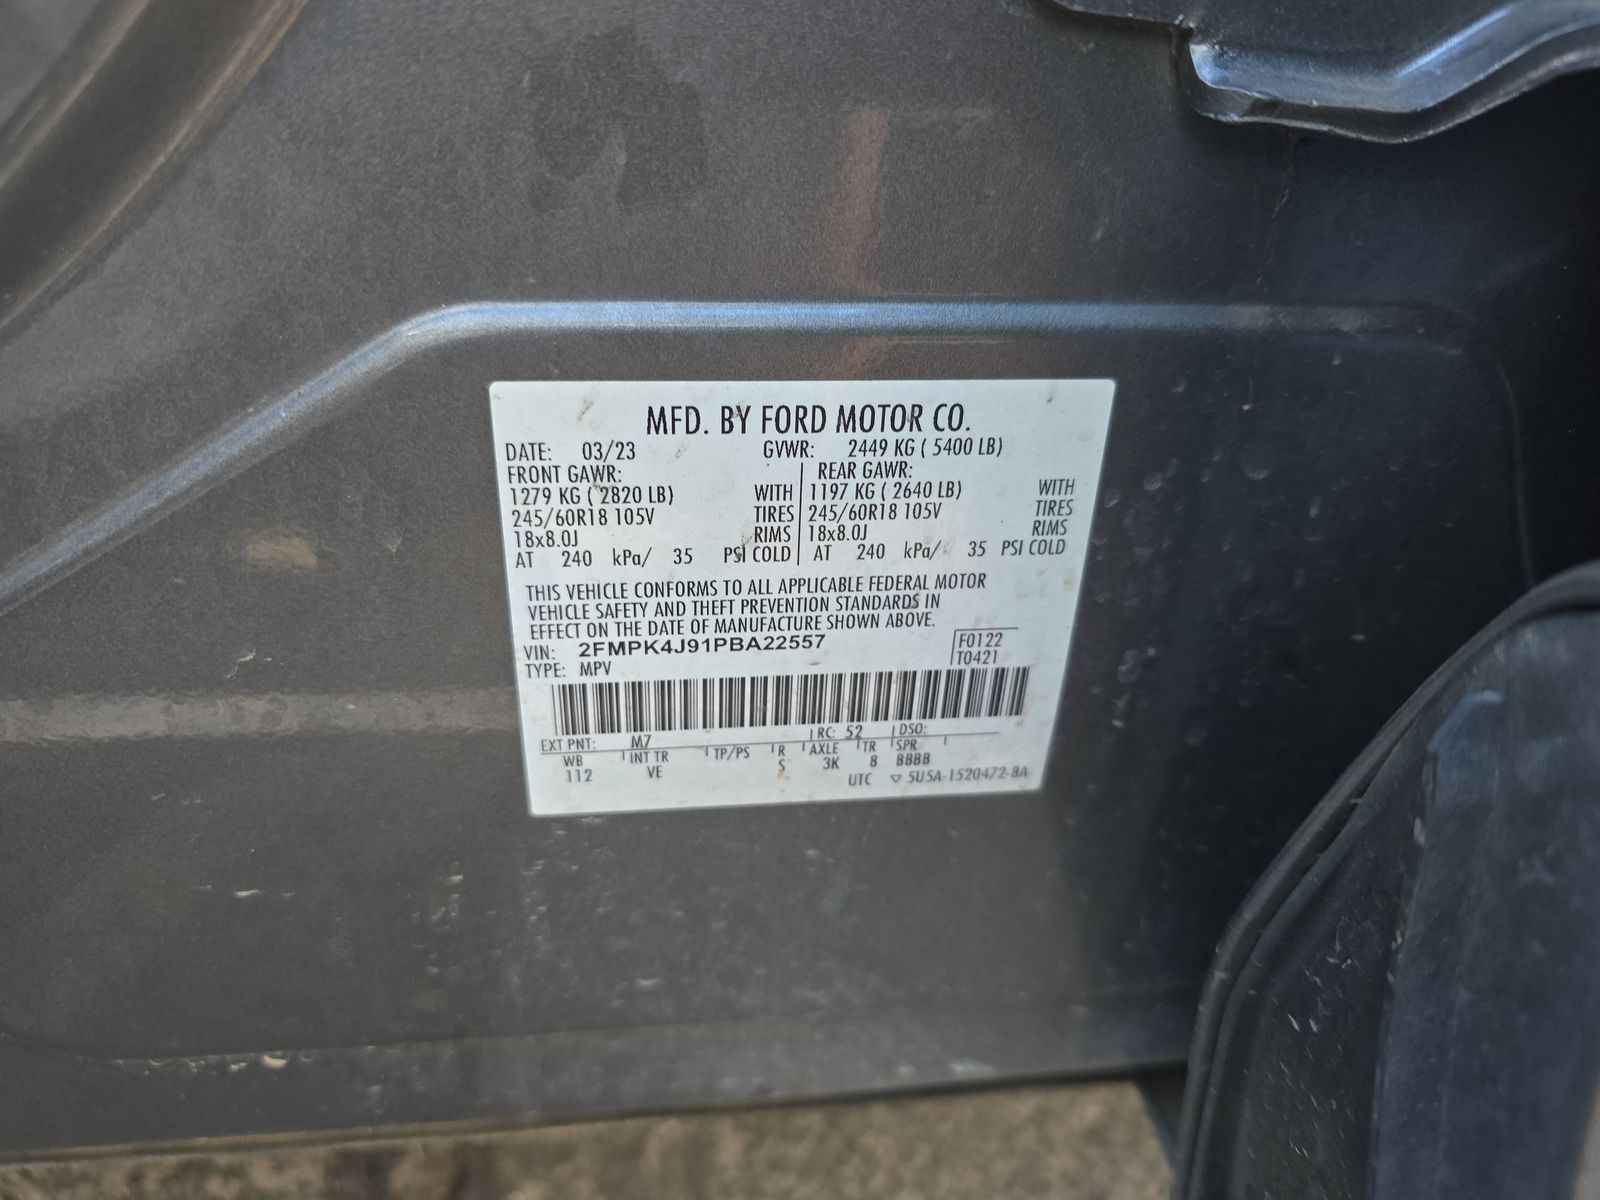 MFD. BY FORD MOTOR CO.
DATE: 03/23 GVWR: 2449 KG ( 5400 LB)
FRONT GAWR: REAR GAWR:
1279 KG ( 2820 LB) WITH 1197 KG ( 2640 LB) WITH
245/60R18 105V TIRES 245/60R18 105V TIRES
18x8.0J RIMS 18x8.0J RIMS
AT 240 kPa/ 35 PSI COLD AT 240 kPa/ 35 PSI COLD
THIS VEHICLE CONFORMS TO ALL APPLICABLE FEDERAL MOTOR
VEHICLE SAFETY AND THEFT PREVENTION STANDARDS IN
EFFECT ON THE DATE OF MANUFACTURE SHOWN ABOVE.
VIN: 2FMPK4J91PBA22557 F0122
TYPE: MPV T0421
EXT PNT: M7 RC: 52 DSO:
WB INT TR TP/PS R AXLE TR SPR
112 VE S 3K 8 BBBB
UTC ▽ 5U5A-1520472-BA